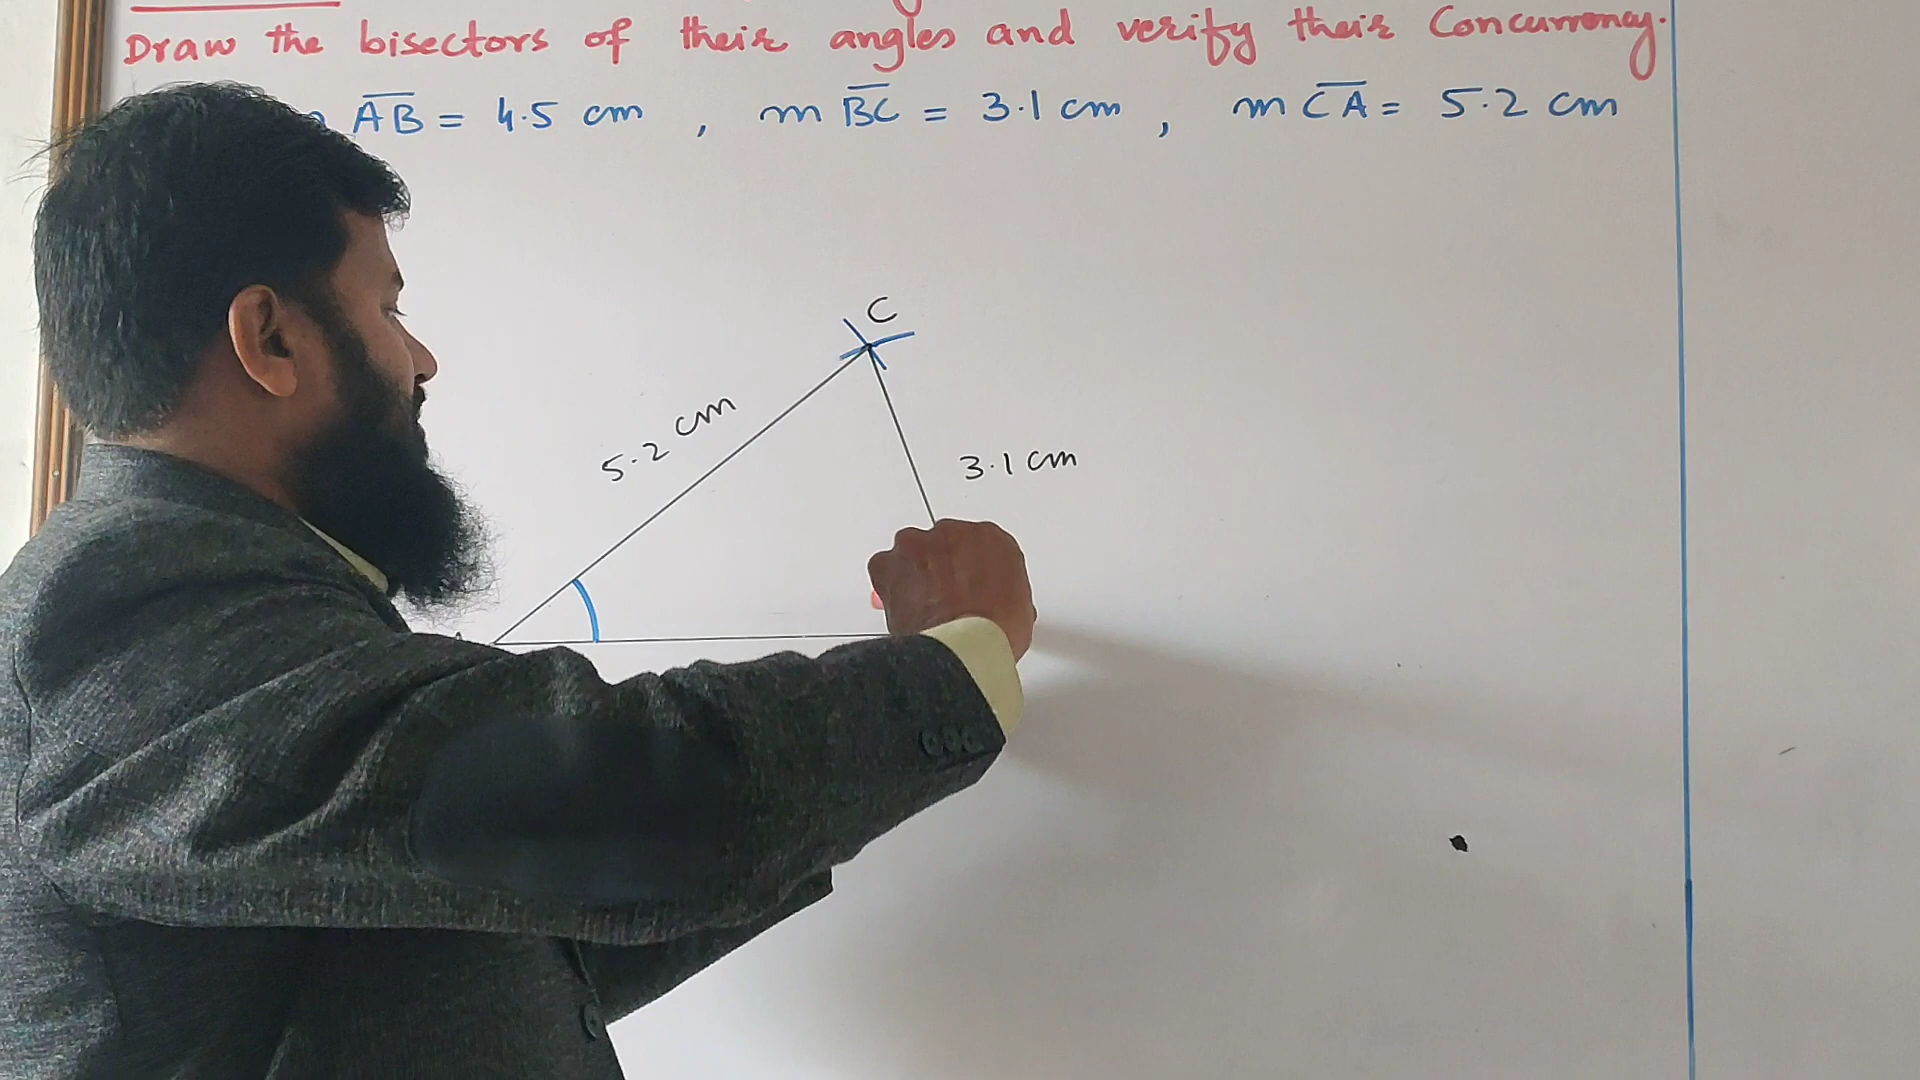 Draw the bisectors of their angles and verify their Concurrency.
AB = 4.5 cm , m BC = 3.1 cm , m CA = 5.2 cm
C
5.2 cm
3.1 cm